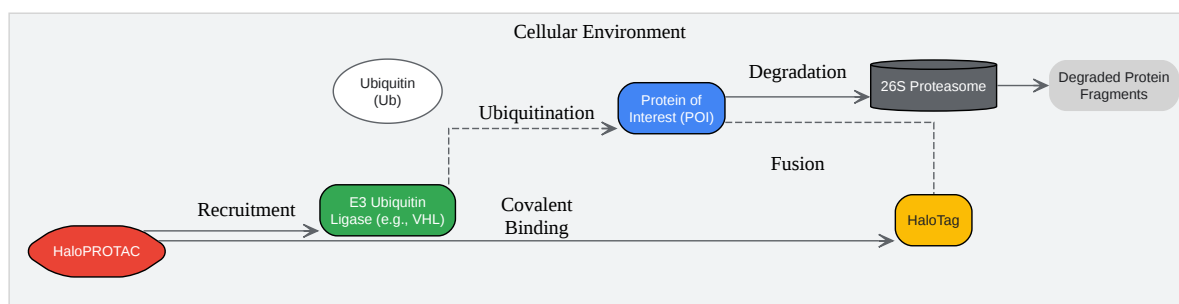 Cellular Environment
Ubiquitin
(Ub)
Degradation
26S Proteasome
Degraded Protein
Fragments
Ubiquitination
Protein of
Interest (POI)
Fusion
Recruitment
E3 Ubiquitin
Ligase (e.g., VHL)
Covalent
Binding
HaloTag
HaloPROTAC